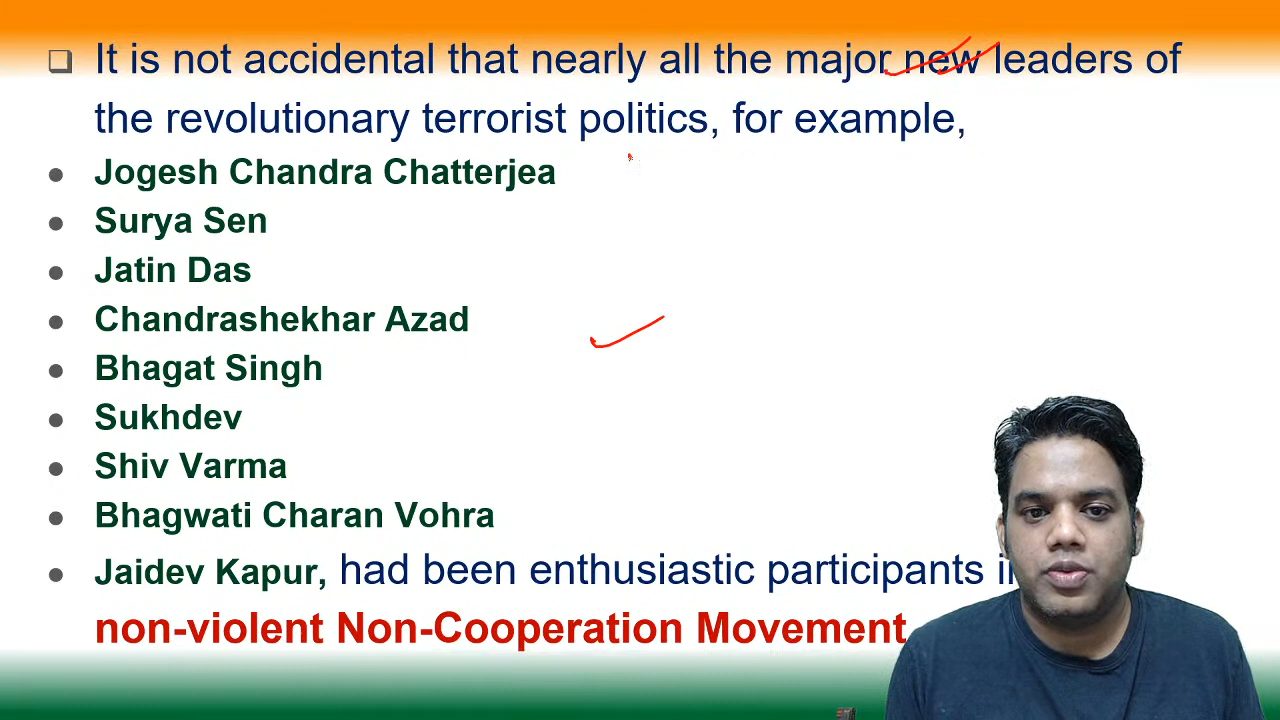 It is not accidental that nearly all the major new leaders of
the revolutionary terrorist politics, for example,
Jogesh Chandra Chatterjea
Surya Sen
Jatin Das
Chandrashekhar Azad
Bhagat Singh
Sukhdev
Shiv Varma
Bhagwati Charan Vohra
Jaidev Kapur, had been enthusiastic participants
non-violent Non-Cooperation Movement